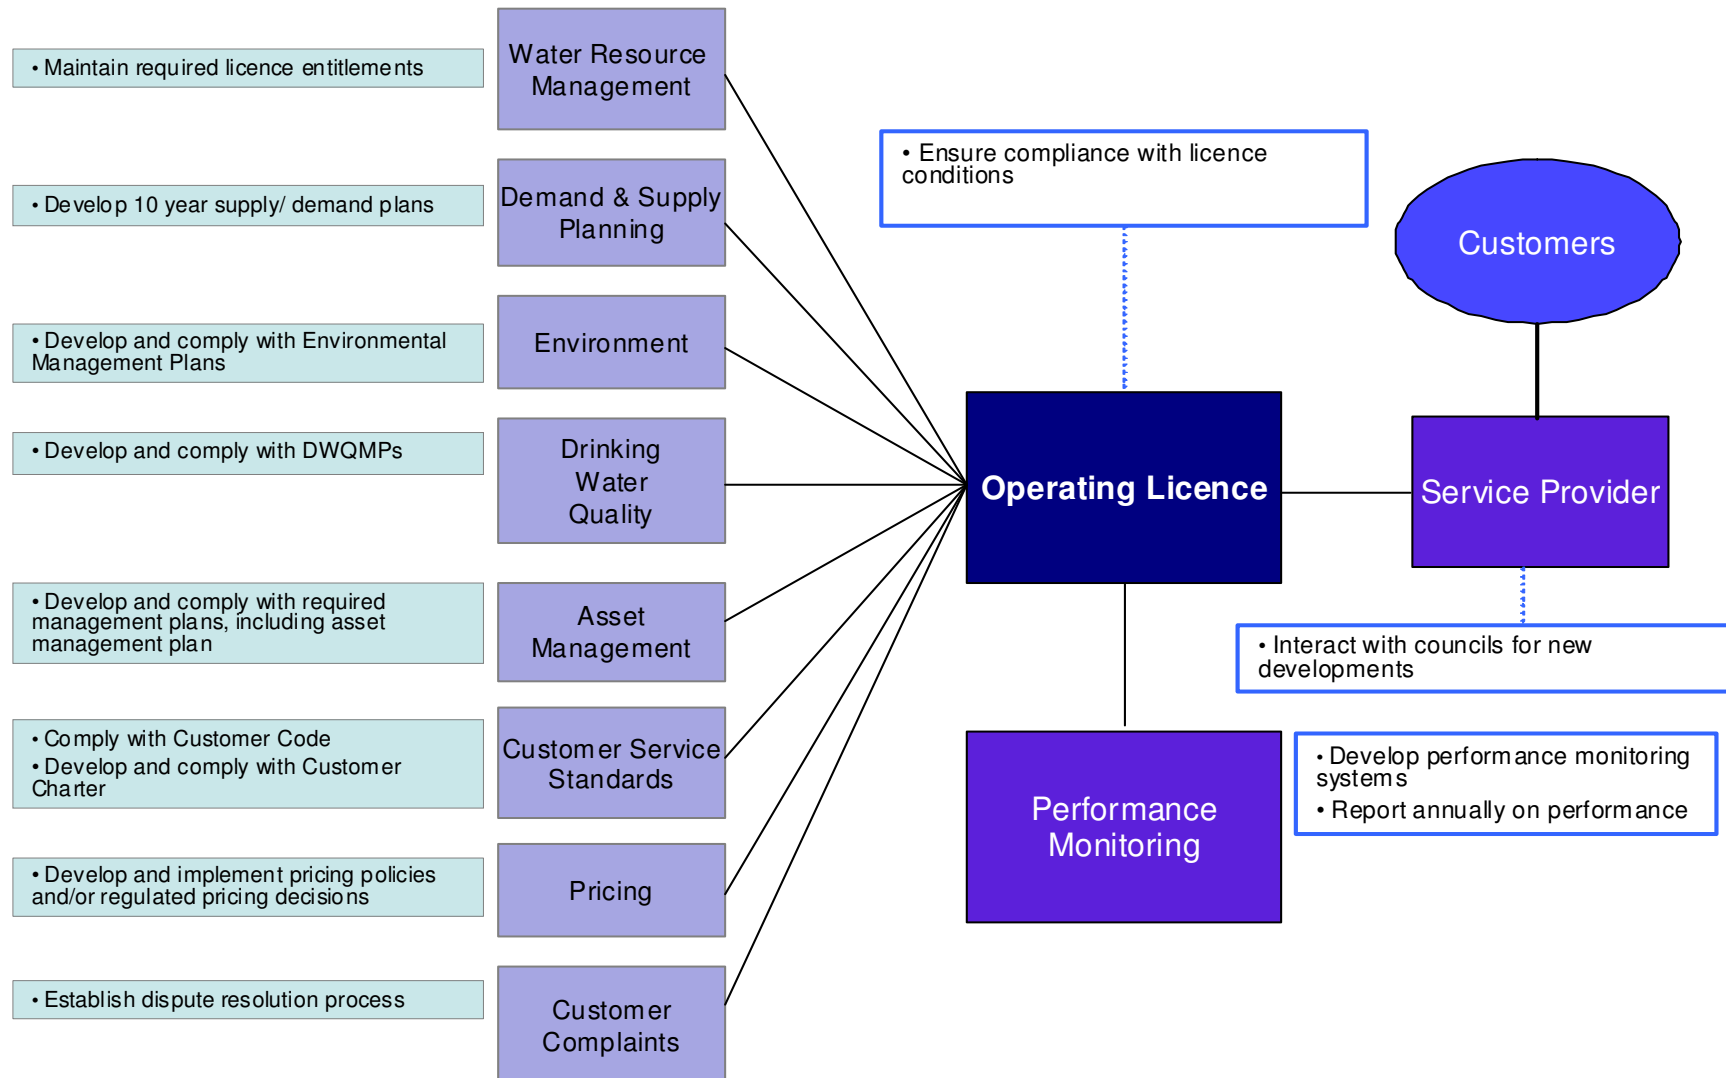 • Maintain required licence entitlements
Water Resource
Management
• Develop 10 year supply/ demand plans
Demand & Supply
Planning
• Develop and comply with Environmental
Management Plans
Environment
• Develop and comply with DWQMPs
Drinking
Water
Quality
• Develop and comply with required
management plans, including asset
management plan
Asset
Management
• Comply with Customer Code
• Develop and comply with Customer
Charter
Customer Service
Standards
• Develop and implement pricing policies
and/or regulated pricing decisions
Pricing
• Establish dispute resolution process
Customer
Complaints
• Ensure compliance with licence
conditions
Operating Licence
Customers
Service Provider
• Interact with councils for new
developments
Performance
Monitoring
• Develop performance monitoring
systems
• Report annually on performance